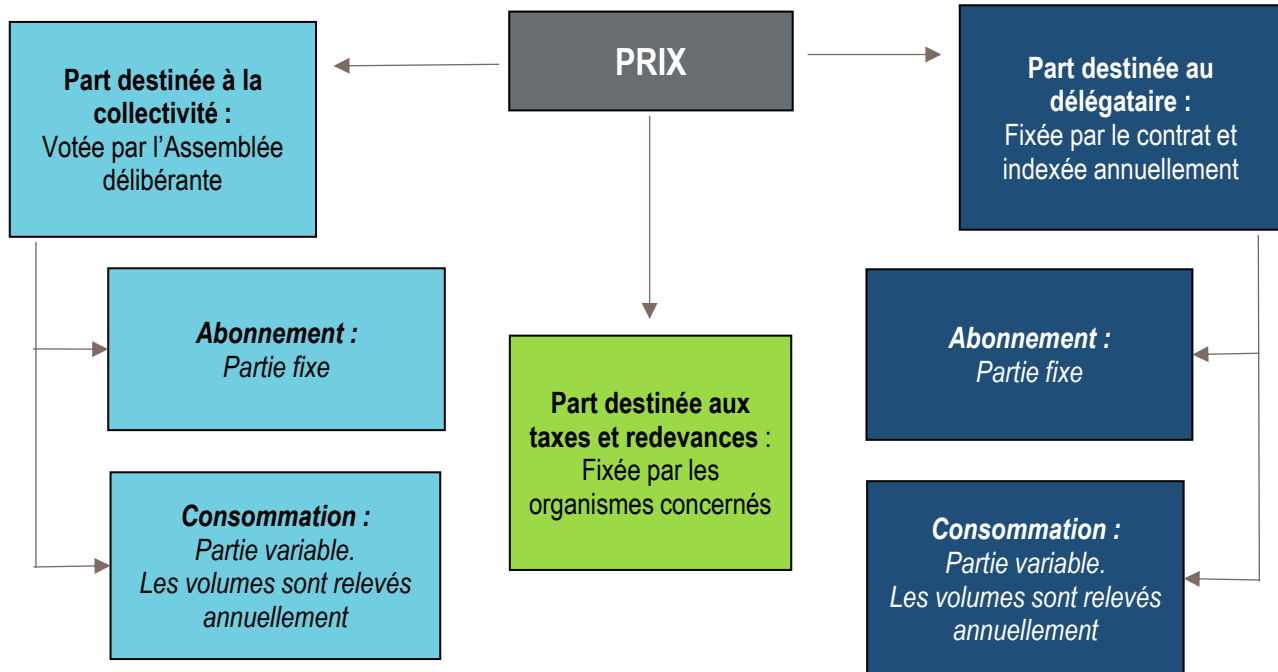 PRIX
Part destinée à la
collectivité :
Votée par l’Assemblée
délibérante
Abonnement :
Partie fixe
Consommation :
Partie variable.
Les volumes sont relevés
annuellement
Part destinée aux
taxes et redevances :
Fixée par les
organismes concernés
Part destinée au
délégataire :
Fixée par le contrat et
indexée annuellement
Abonnement :
Partie fixe
Consommation :
Partie variable.
Les volumes sont relevés
annuellement